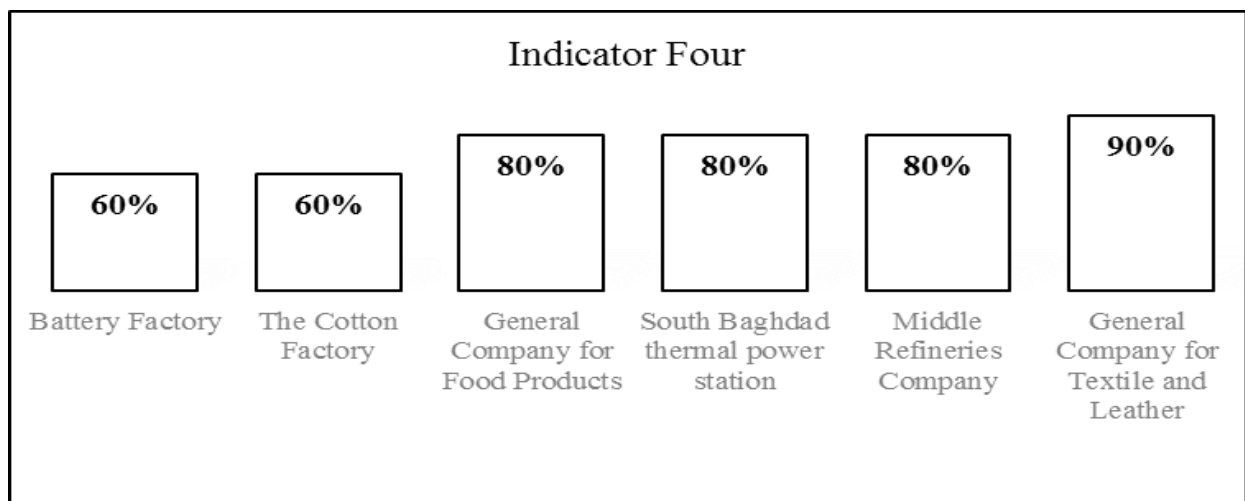 Indicator Four
90%
80%
80%
80%
60%
60%
Battery Factory
The Cotton
Factory
General
Company for
Food Products
South Baghdad
thermal power
station
Middle
Refineries
Company
General
Company for
Textile and
Leather